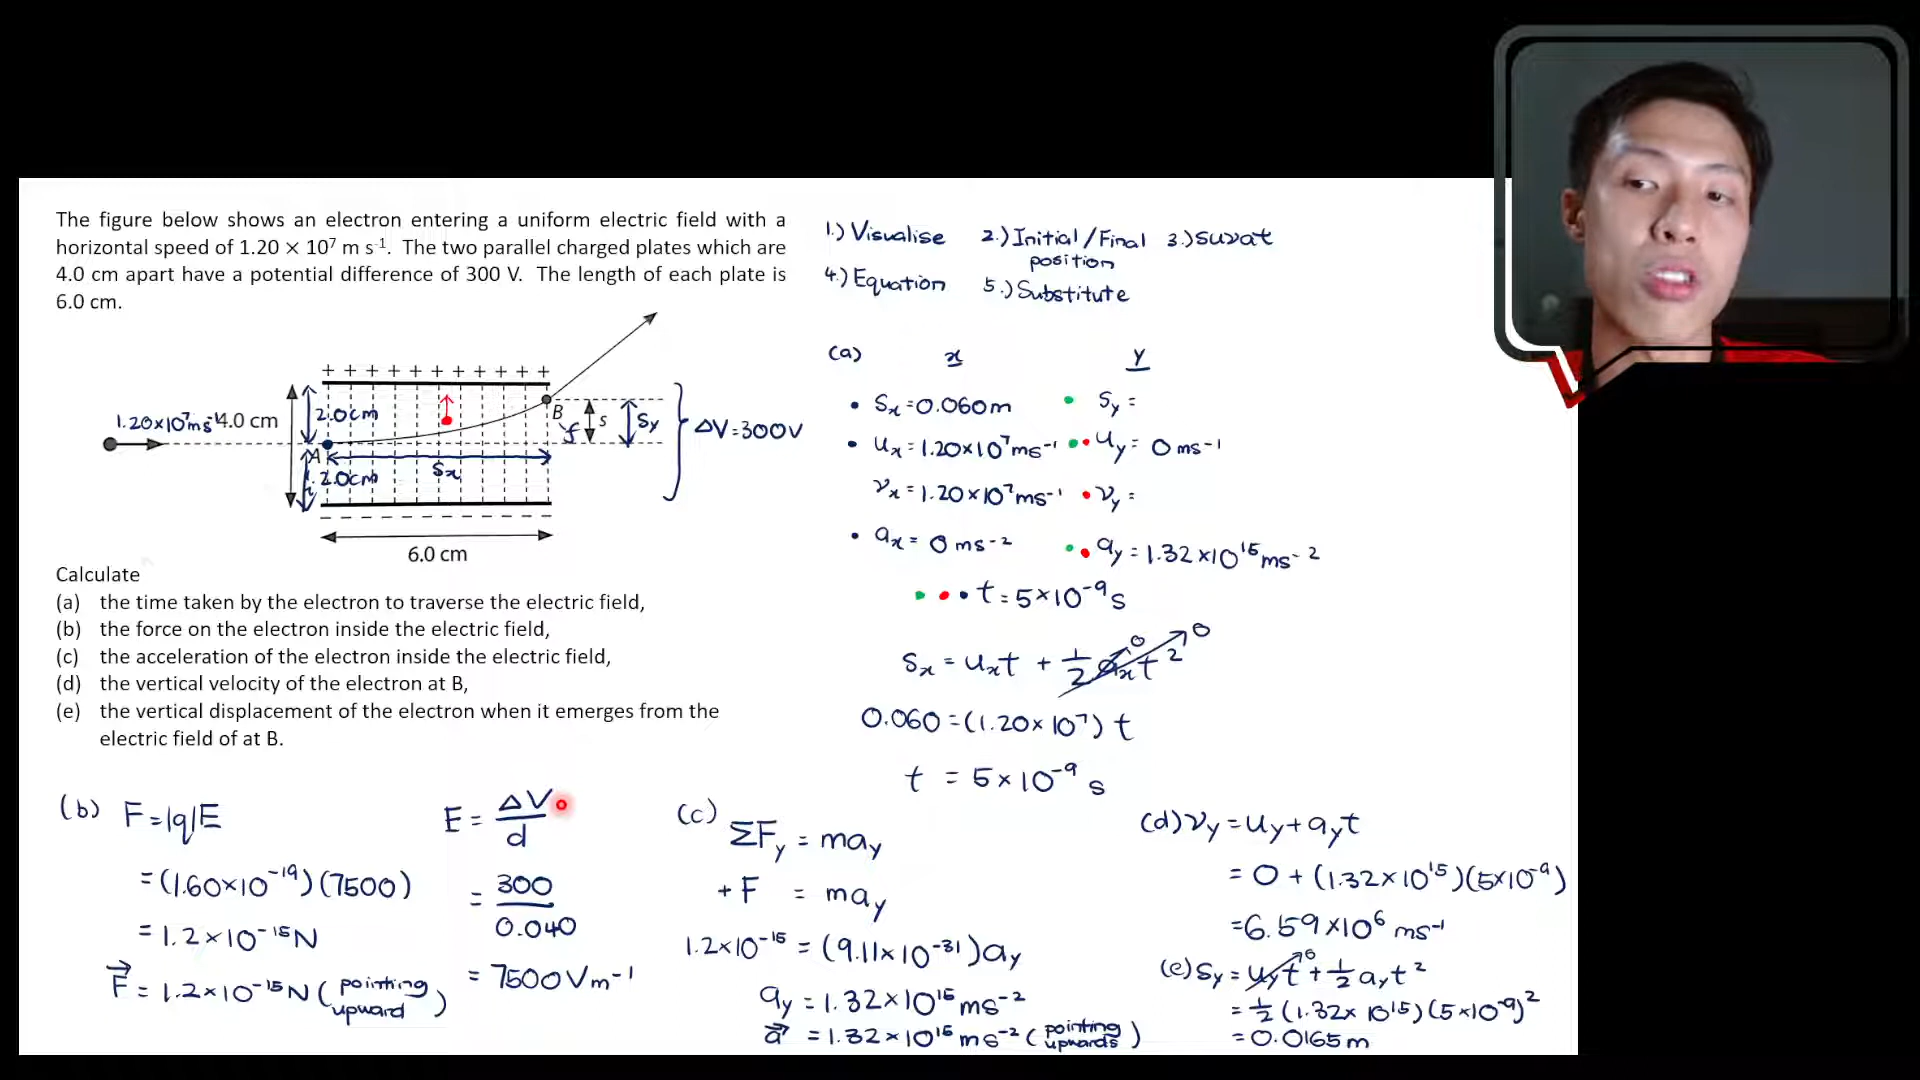 The figure below shows an electron entering a uniform electric field with a
horizontal speed of 1.20 × 10⁷ m s⁻¹. The two parallel charged plates which are
4.0 cm apart have a potential difference of 300 V. The length of each plate is
6.0 cm.
+ + + + + + + + + + +
1.20×10⁷ms⁻¹
4.0 cm
2.0cm
2.0cm
A
B
f
i
s
Sy
Sx
ΔV=300V
− − − − − − − − − − −
6.0 cm
Calculate
(a) the time taken by the electron to traverse the electric field,
(b) the force on the electron inside the electric field,
(c) the acceleration of the electron inside the electric field,
(d) the vertical velocity of the electron at B,
(e) the vertical displacement of the electron when it emerges from the
electric field of at B.
1.) Visualise 2.) Initial/Final position 3.) suvat
4.) Equation 5.) Substitute
(a) x y
• Sx = 0.060m • Sy =
• ux = 1.20×10⁷ms⁻¹ •• uy = 0 ms⁻¹
vx = 1.20×10⁷ms⁻¹ • vy =
• ax = 0 ms⁻² •• ay = 1.32×10¹⁵ms⁻²
••• t = 5×10⁻⁹s
Sx = uxt + ½axt² 0 0
0.060 = (1.20×10⁷) t
t = 5×10⁻⁹ s
(b) F = |q|E
= (1.60×10⁻¹⁹)(7500)
= 1.2×10⁻¹⁵N
F⃗ = 1.2×10⁻¹⁵N (pointing upward)
E = ΔV/d
= 300/0.040
= 7500Vm⁻¹
(c) ΣFy = may
+F = may
1.2×10⁻¹⁵ = (9.11×10⁻³¹)ay
ay = 1.32×10¹⁵ms⁻²
a⃗ = 1.32×10¹⁵ms⁻² (pointing upwards)
(d) vy = uy + ayt
= 0 + (1.32×10¹⁵)(5×10⁻⁹)
= 6.59×10⁶ ms⁻¹
(e) Sy = uyt + ½ayt² 0
= ½(1.32×10¹⁵)(5×10⁻⁹)²
= 0.0165m